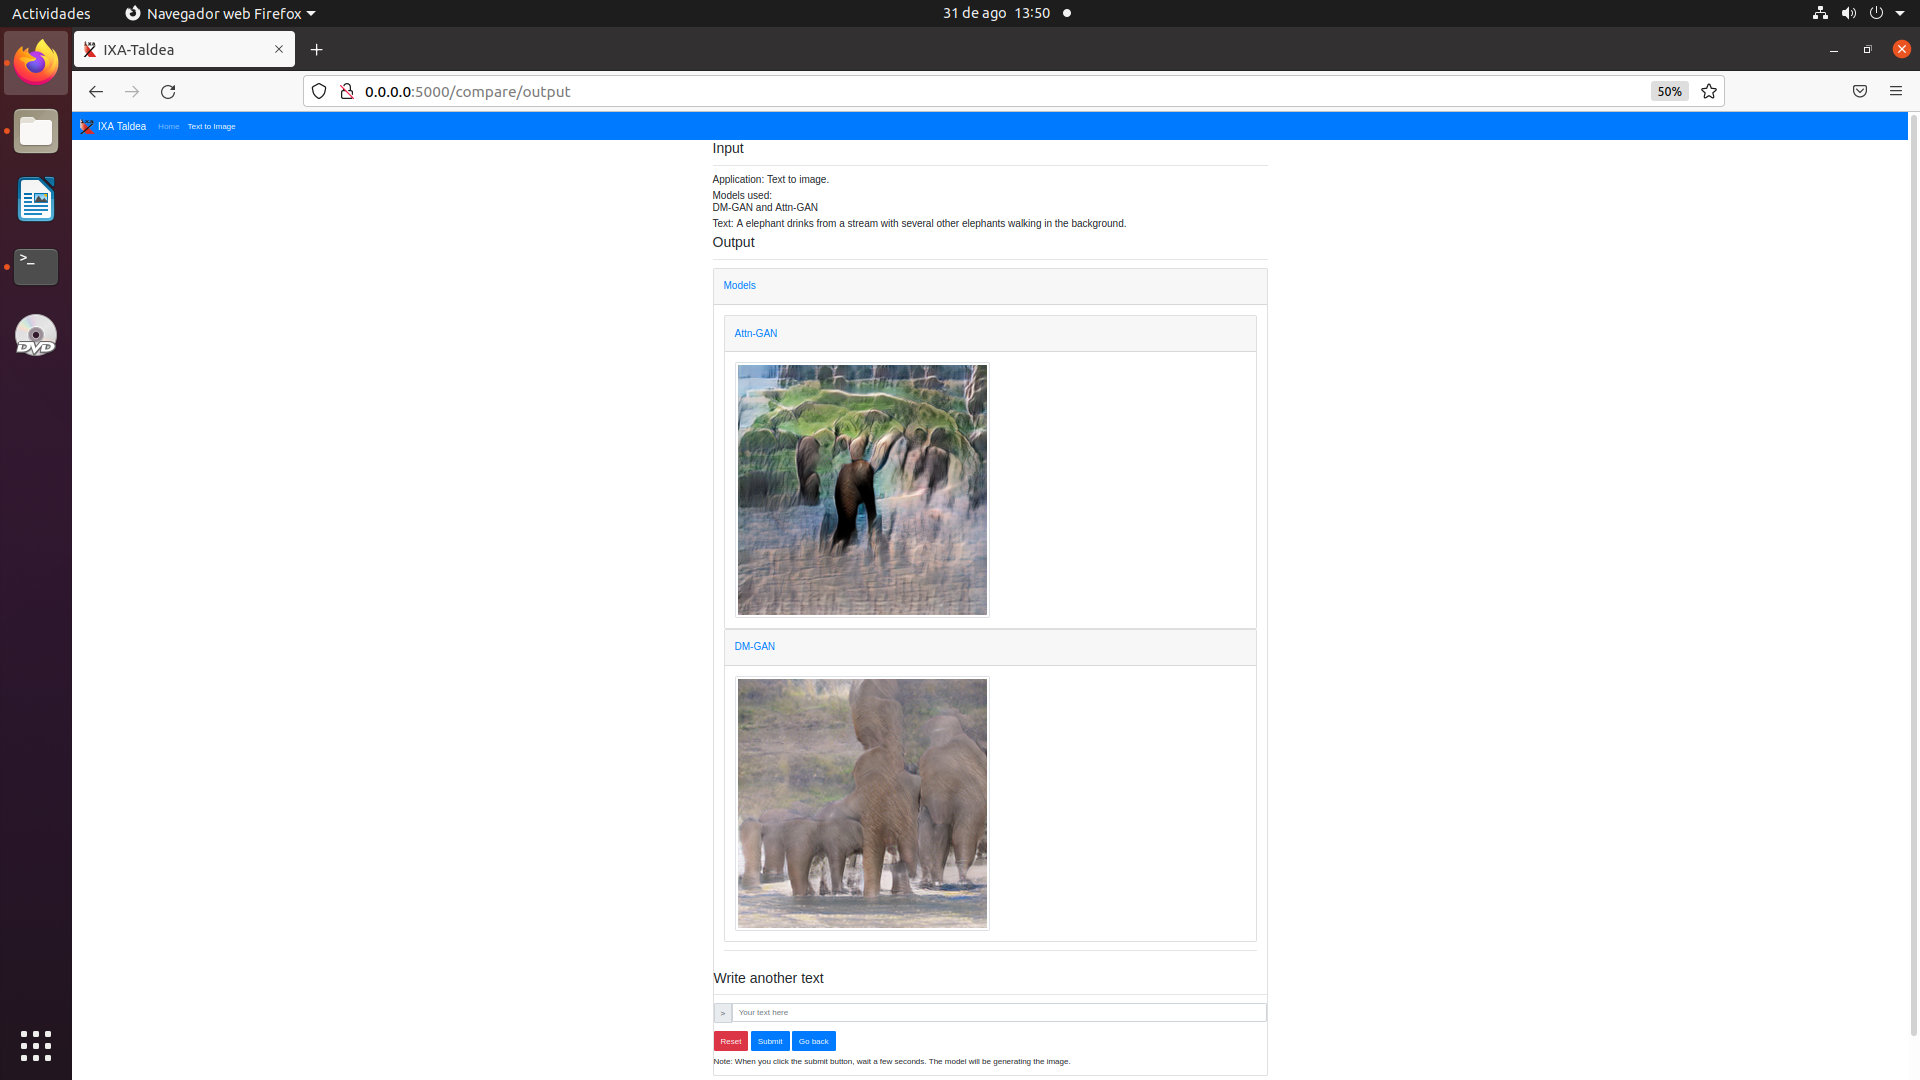 Actividades
Navegador web Firefox
31 de ago 13:50
IXA-Taldea
0.0.0.0:5000/compare/output
50%
IXA Taldea
Home
Text to Image
Input
Application: Text to image.
Models used:
DM-GAN and Attn-GAN
Text: A elephant drinks from a stream with several other elephants walking in the background.
Output
Models
Attn-GAN
DM-GAN
Write another text
>
Your text here
Reset
Submit
Go back
Note: When you click the submit button, wait a few seconds. The model will be generating the image.
>_
DVD